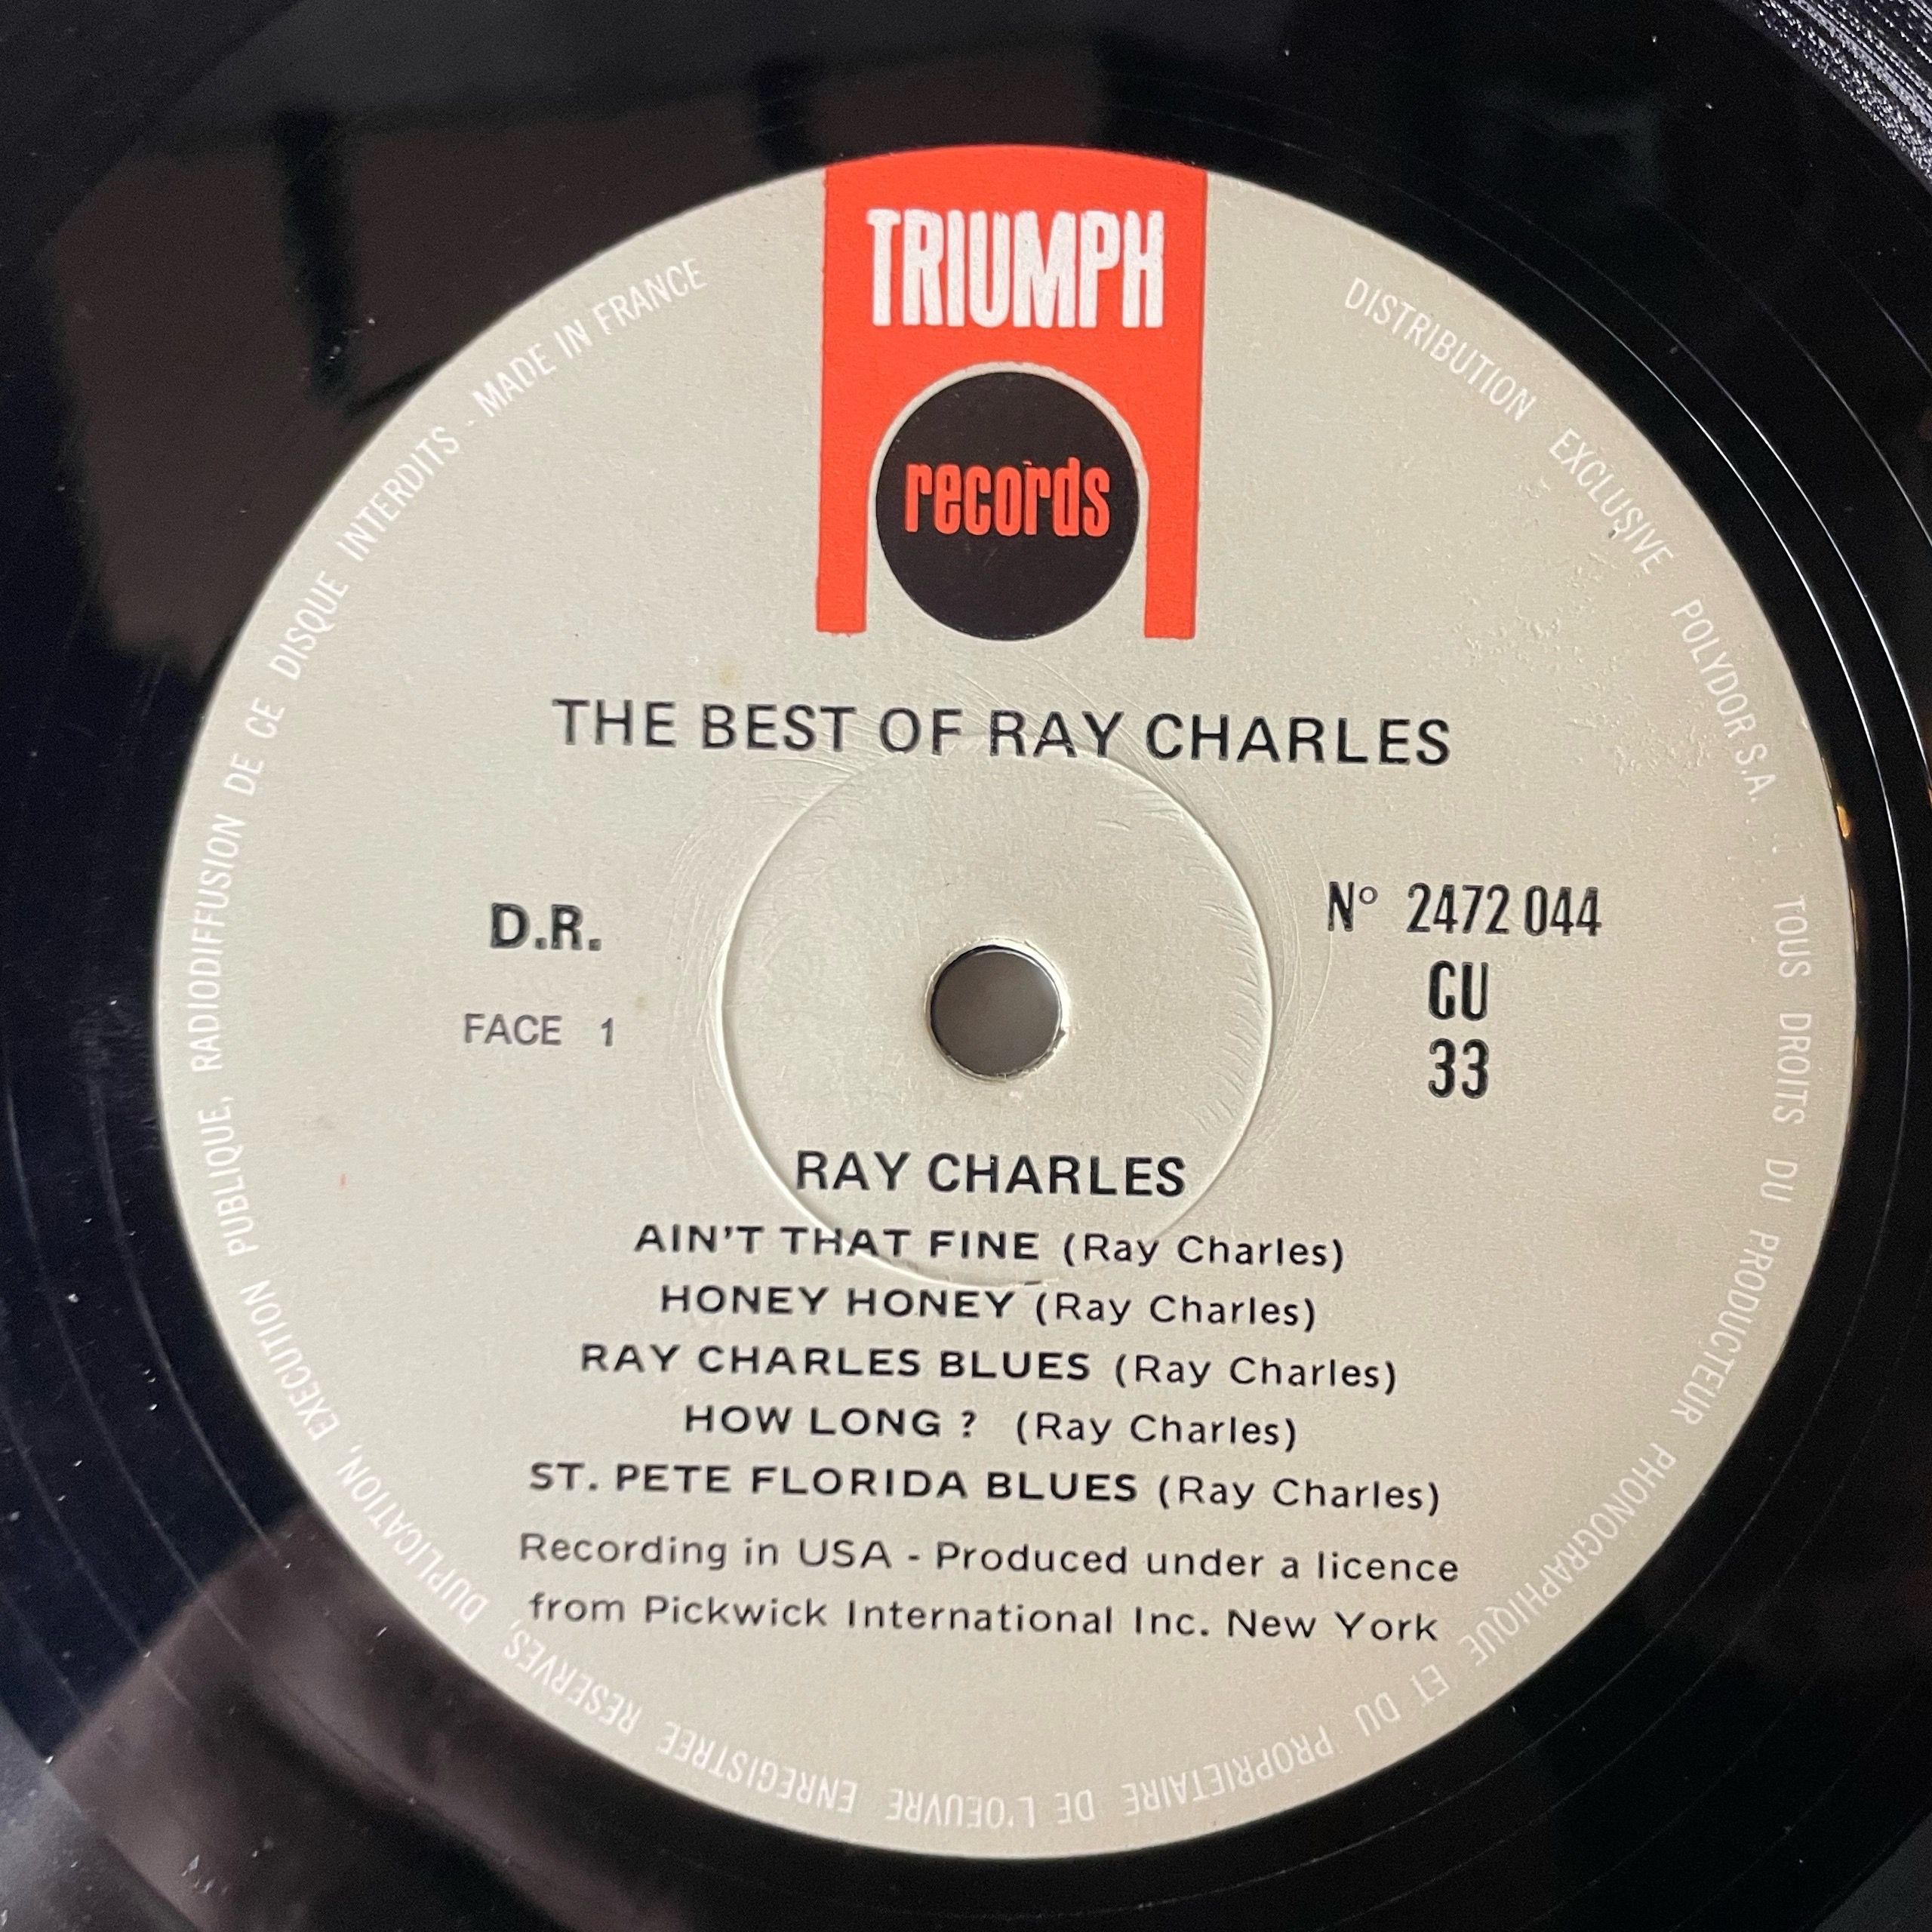 TRIUMPH
records
THE BEST OF RAY CHARLES
D.R.
FACE 1
N° 2472 044
GU
33
RAY CHARLES
AIN'T THAT FINE (Ray Charles)
HONEY HONEY (Ray Charles)
RAY CHARLES BLUES (Ray Charles)
HOW LONG ? (Ray Charles)
ST. PETE FLORIDA BLUES (Ray Charles)
Recording in USA - Produced under a licence
from Pickwick International Inc. New York
DISTRIBUTION EXCLUSIVE POLYDOR S.A. . . : TOUS DROITS DU PRODUCTEUR PHONOGRAPHIQUE ET DU PROPRIETAIRE DE L'OEUVRE ENREGISTREE RESERVES, DUPLICATION, EXECUTION PUBLIQUE, RADIODIFFUSION DE CE DISQUE INTERDITS - MADE IN FRANCE